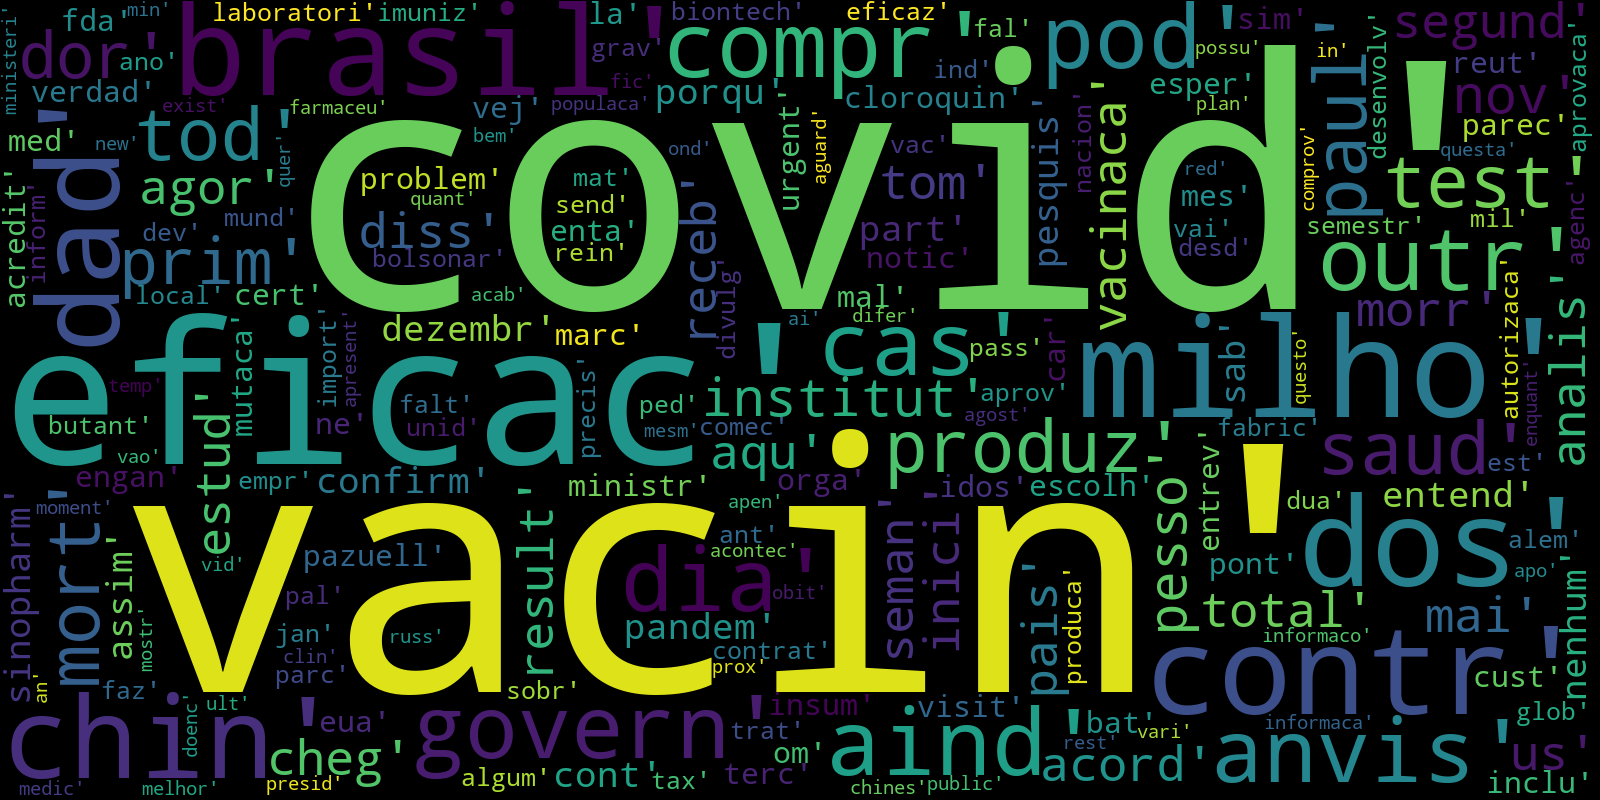 ministeri'
fda'
min'
laboratori'
imuniz'
la'
biontech'
eficaz'
fal'
sim'
segund'
dor'
ano'
brasil'
grav'
fic'
compr'
ind'
pod'
possu'
in'
reut'
verdad'
exist'
farmaceu'
vej'
populaca'
porqu'
cloroquin'
esper'
plan'
paul'
desenvolv'
nov'
aprovaca'
med'
new'
tod'
quer'
bem'
ond'
urgent'
aguard'
vac'
pesquis'
nacion'
vacinaca'
covid'
red'
comprov'
parec'
questa'
test'
dad'
inform'
acredit'
agor'
problem'
quant'
mat'
send'
enta'
rein'
tom'
mes'
vai'
desd'
semestr'
mil'
agenc'
mund'
dev'
prim'
diss'
bolsonar'
receb'
divulg'
part'
notic'
outr'
local'
cert'
acab'
mal'
difer'
morr'
dezembr'
marc'
ai'
cas'
pass'
car'
sab'
questo'
autorizaca'
enquant'
analis'
eficac'
temp'
mutaca'
import'
apresent'
falt'
unid'
ne'
precis'
ped'
mesm'
comec'
institut'
aprov'
agost'
milho'
butant'
vao'
engan'
estud'
empr'
confirm'
ministr'
aqu'
produz'
fabric'
saud'
est'
orga'
idos'
escolh'
entend'
sinopharm'
moment'
mort'
assim'
mostr'
vid'
pazuell'
result'
apen'
ant'
acontec'
seman'
inici'
pesso'
entrev'
dua'
pont'
dos'
alem'
apo'
vacin'
pal'
jan'
russ'
clin'
parc'
dia'
obit'
pandem'
contrat'
prox'
pais'
produca'
total'
informaco'
mai'
nenhum'
an'
faz'
doenc'
ult'
sobr'
insum'
visit'
contr'
cust'
chin'
eua'
govern'
trat'
bat'
vari'
informaca'
glob'
cheg'
om'
aind'
rest'
acord'
anvis'
us'
medic'
melhor'
presid'
algum'
cont'
tax'
terc'
chines'
public'
inclu'